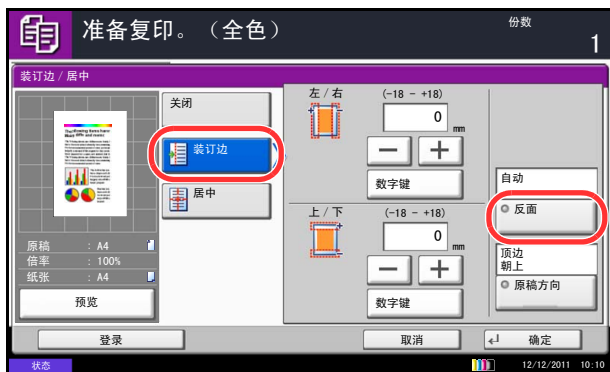 准备复印。（全色）
份数
1
装订边/居中
关闭
装订边
居中
原稿 : A4
倍率 : 100%
纸张 : A4
预览
左/右 (-18 - +18)
0 mm
数字键
上/下 (-18 - +18)
0 mm
数字键
自动
反面
顶边
朝上
原稿方向
登录
取消
确定
状态
12/12/2011 10:10